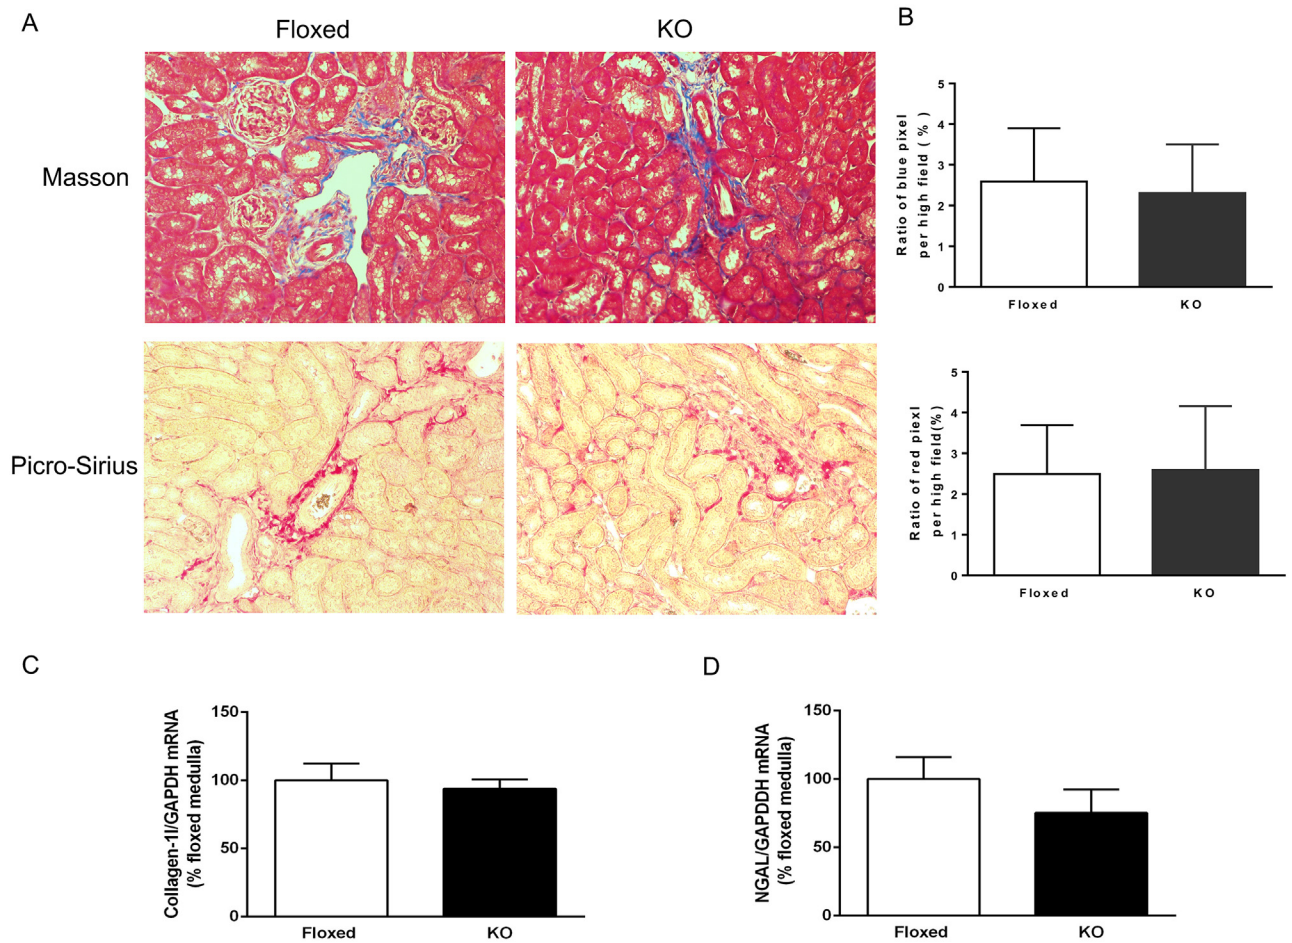 A
Floxed
KO
Masson
Picro-Sirius
B
Ratio of blue pixel
per high field ( % )
5
4
3
2
1
0
Floxed
KO
Ratio of red piexl
per high field(%)
5
4
3
2
1
0
Floxed
KO
C
Collagen-1I/GAPDH mRNA
(% floxed medulla)
150
100
50
0
Floxed
KO
D
NGAL/GAPDDH mRNA
(% floxed medulla)
150
100
50
0
Floxed
KO